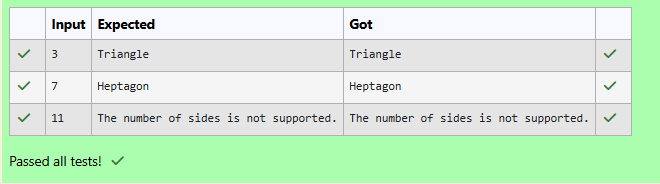 Input Expected Got
3 Triangle Triangle
7 Heptagon Heptagon
11 The number of sides is not supported. The number of sides is not supported.
Passed all tests!